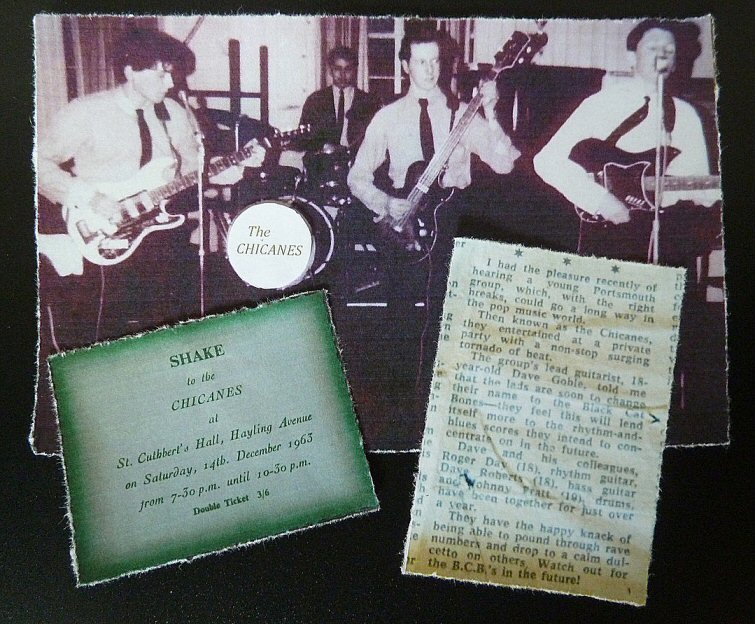 The
CHICANES
SHAKE
to the
CHICANES
at
St. Cuthbert's Hall, Hayling Avenue
on Saturday, 14th. December 1963
from 7-30 p.m. until 10-30 p.m.
Double Ticket 3/6
I had the pleasure recently of
hearing a young Portsmouth
group, which, with the right
breaks, could go a long way in
the pop music world.
Then known as the Chicanes,
they entertained at a private
party with a non-stop surging
tornado of beat.
The group's lead guitarist, 18-
year-old Dave Goble, told me
that the lads are soon to change
their name to the Black Cat
Bones—they feel this will lend
itself more to the rhythm-and-
blues scores they intend to con-
centrate on in the future.
Dave and his colleagues,
Roger Day (18), rhythm guitar,
Dave Roberts (18), bass guitar
and Johnny Pratt (19), drums,
have been together for just over
a year.
They have the happy knack of
being able to pound through rave
numbers and drop to a calm dul-
cetto on others. Watch out for
the B.C.B.'s in the future!